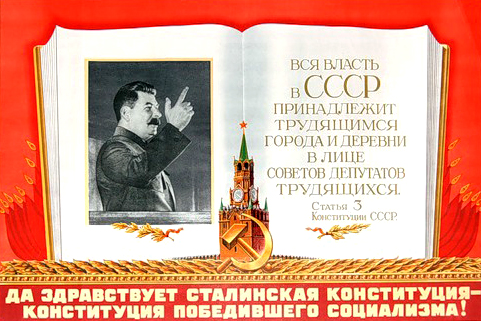 ВСЯ ВЛАСТЬ
В СССР
ПРИНАДЛЕЖИТ
ТРУДЯЩИМСЯ
ГОРОДА И ДЕРЕВНИ
В ЛИЦЕ
СОВЕТОВ ДЕПУТАТОВ
ТРУДЯЩИХСЯ.
СТАТЬЯ 3
КОНСТИТУЦИИ СССР.
ДА ЗДРАВСТВУЕТ СТАЛИНСКАЯ КОНСТИТУЦИЯ–
КОНСТИТУЦИЯ ПОБЕДИВШЕГО СОЦИАЛИЗМА!